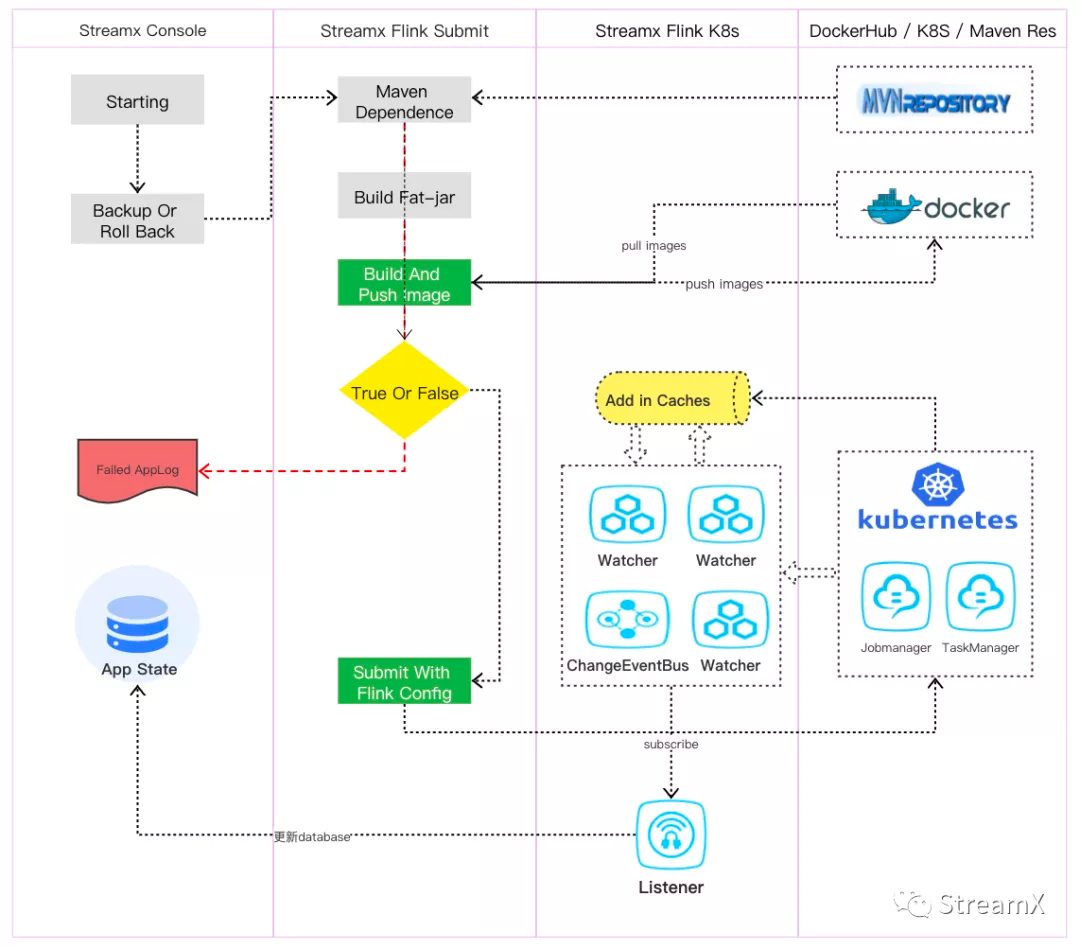 Streamx Console
Streamx Flink Submit
Streamx Flink K8s
DockerHub / K8S / Maven Res
Starting
Maven
Dependence
MVNREPOSITORY
Backup Or
Roll Back
Build Fat-jar
docker
pull images
Build And
Push Image
push images
True Or False
Add in Caches
Failed AppLog
kubernetes
Watcher
Watcher
Jobmanager
TaskManager
ChangeEventBus
Watcher
App State
Submit With
Flink Config
subscribe
更新database
Listener
StreamX